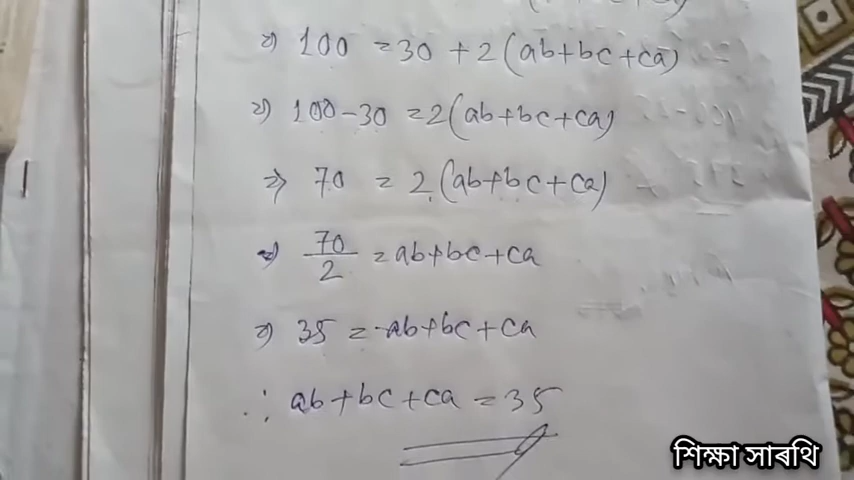 ⇒ 100 = 30 + 2(ab+bc+ca)
⇒ 100-30 = 2(ab+bc+ca)
⇒ 70 = 2(ab+bc+ca)
⇒ 70/2 = ab+bc+ca
⇒ 35 = ab+bc+ca
∴ ab+bc+ca = 35
শিক্ষা সাৰথি